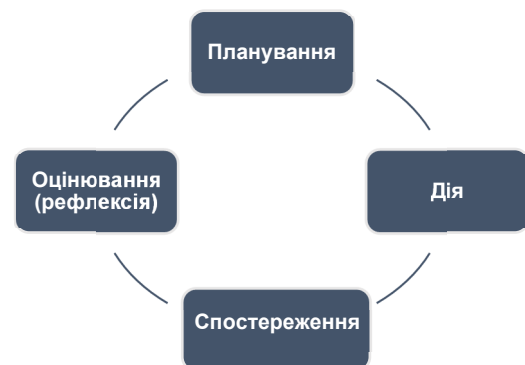 Планування
Дія
Спостереження
Оцінювання
(рефлексія)